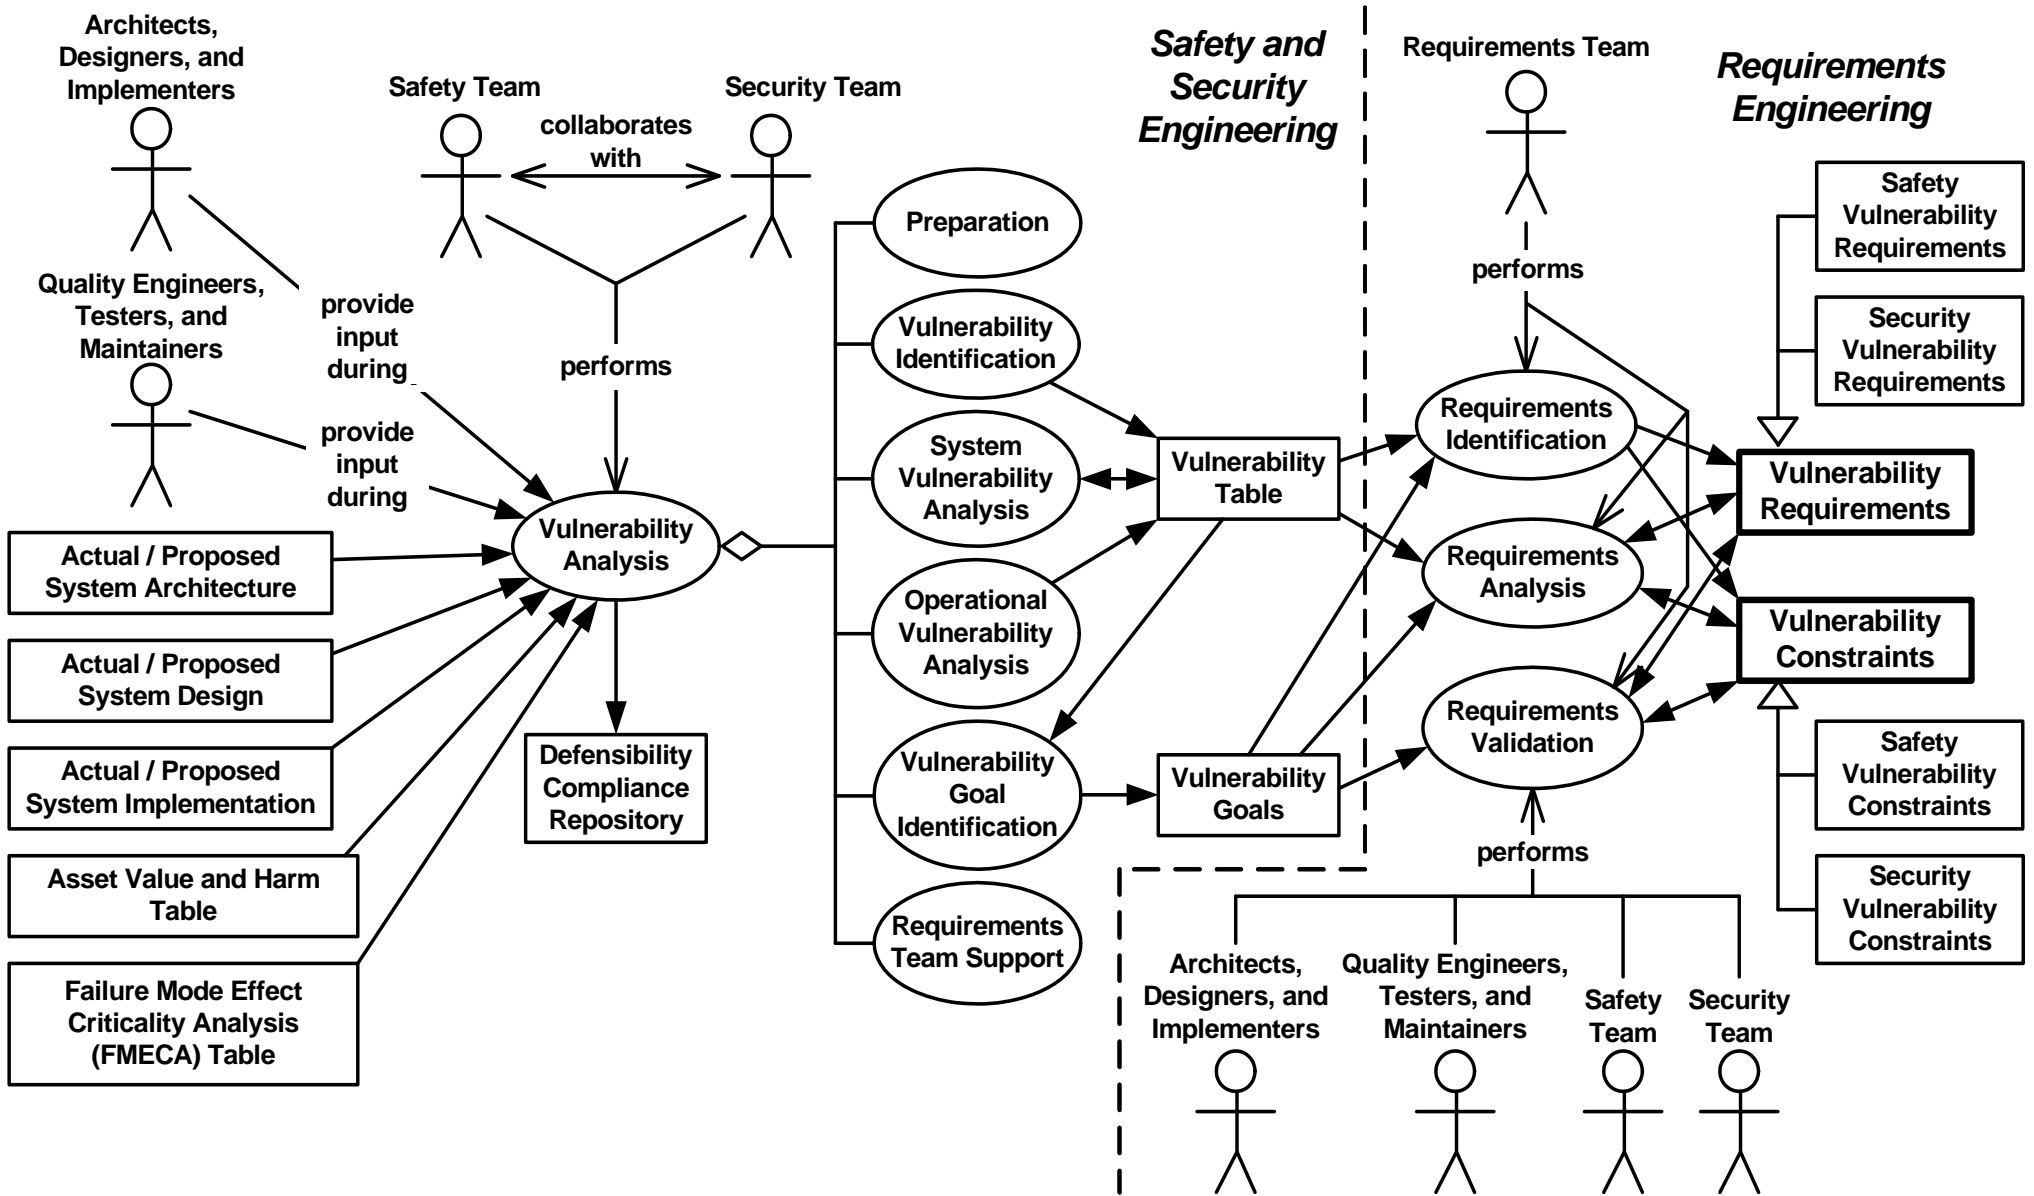 Architects,
Designers, and
Implementers
Safety Team
Security Team
collaborates
with
Safety and
Security
Engineering
Requirements Team
Requirements
Engineering
Quality Engineers,
Testers, and
Maintainers
provide
input
during
provide
input
during
performs
Actual / Proposed
System Architecture
Actual / Proposed
System Design
Actual / Proposed
System Implementation
Asset Value and Harm
Table
Failure Mode Effect
Criticality Analysis
(FMECA) Table
Vulnerability
Analysis
Defensibility
Compliance
Repository
Preparation
Vulnerability
Identification
System
Vulnerability
Analysis
Operational
Vulnerability
Analysis
Vulnerability
Goal
Identification
Requirements
Team Support
Vulnerability
Table
Vulnerability
Goals
performs
Requirements
Identification
Requirements
Analysis
Requirements
Validation
performs
Safety
Vulnerability
Requirements
Security
Vulnerability
Requirements
Vulnerability
Requirements
Vulnerability
Constraints
Safety
Vulnerability
Constraints
Security
Vulnerability
Constraints
Architects,
Designers, and
Implementers
Quality Engineers,
Testers, and
Maintainers
Safety
Team
Security
Team